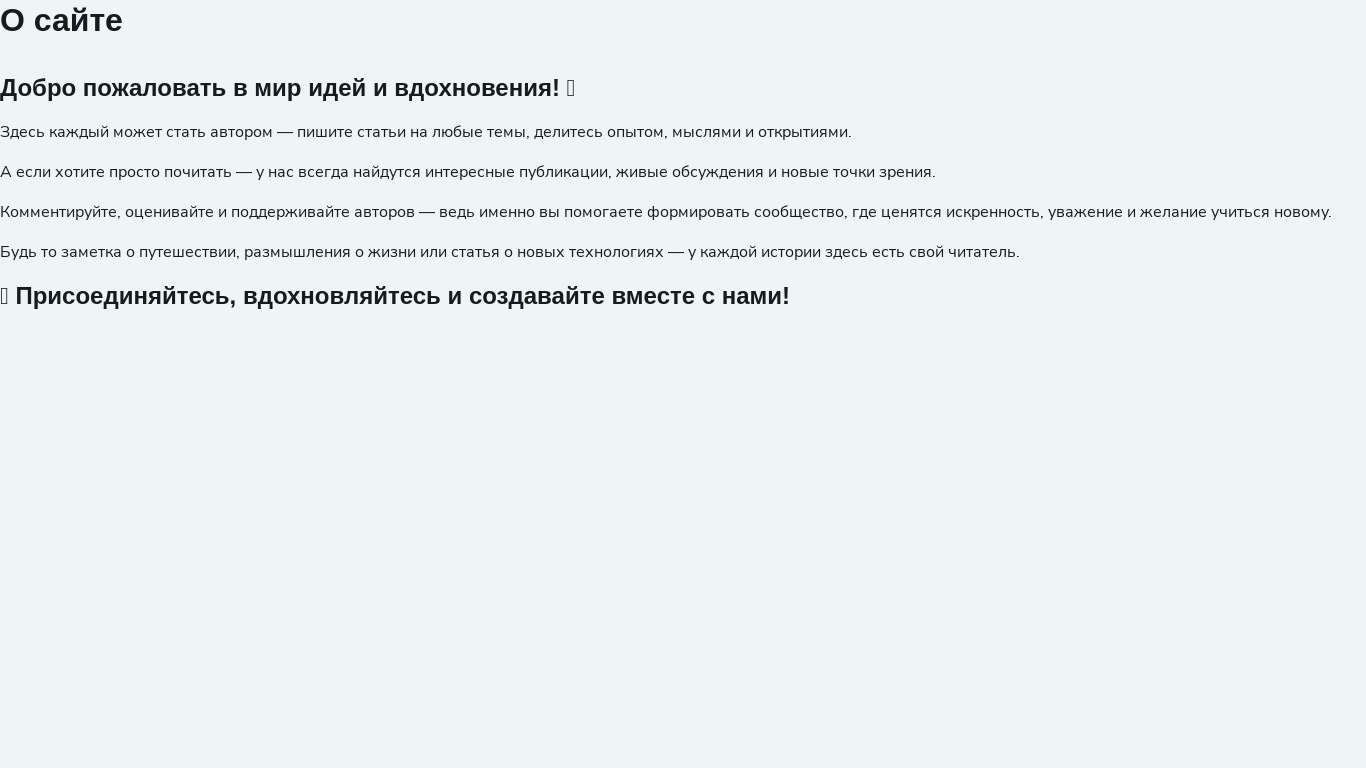 О сайте
Добро пожаловать в мир идей и вдохновения!
Здесь каждый может стать автором — пишите статьи на любые темы, делитесь опытом, мыслями и открытиями.
А если хотите просто почитать — у нас всегда найдутся интересные публикации, живые обсуждения и новые точки зрения.
Комментируйте, оценивайте и поддерживайте авторов — ведь именно вы помогаете формировать сообщество, где ценятся искренность, уважение и желание учиться новому.
Будь то заметка о путешествии, размышления о жизни или статья о новых технологиях — у каждой истории здесь есть свой читатель.
Присоединяйтесь, вдохновляйтесь и создавайте вместе с нами!